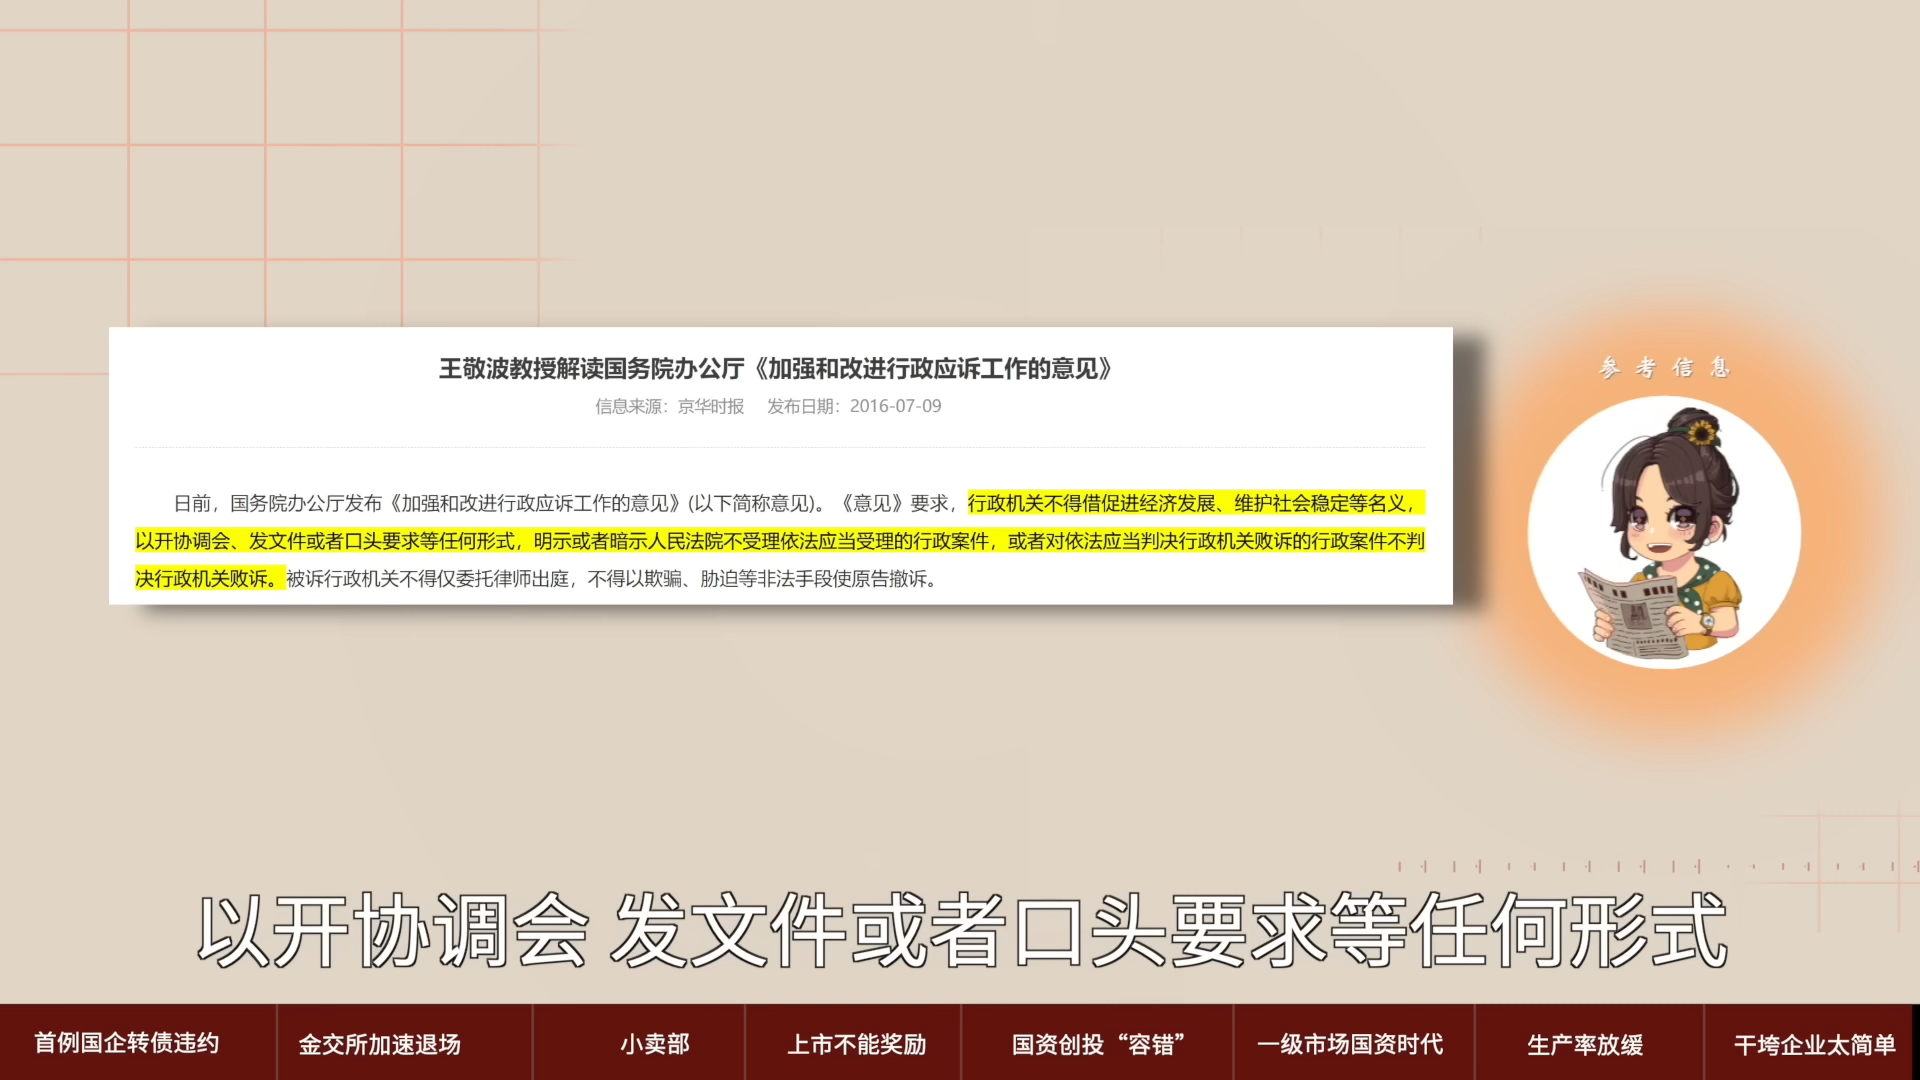 王敬波教授解读国务院办公厅《加强和改进行政应诉工作的意见》
信息来源：京华时报 发布日期：2016-07-09
参考信息
日前，国务院办公厅发布《加强和改进行政应诉工作的意见》(以下简称意见)。《意见》要求，行政机关不得借促进经济发展、维护社会稳定等名义，
以开协调会、发文件或者口头要求等任何形式，明示或者暗示人民法院不受理依法应当受理的行政案件，或者对依法应当判决行政机关败诉的行政案件不判
决行政机关败诉。被诉行政机关不得仅委托律师出庭，不得以欺骗、胁迫等非法手段使原告撤诉。
以开协调会 发文件或者口头要求等任何形式
首例国企转债违约 金交所加速退场 小卖部 上市不能奖励 国资创投“容错” 一级市场国资时代 生产率放缓 干垮企业太简单